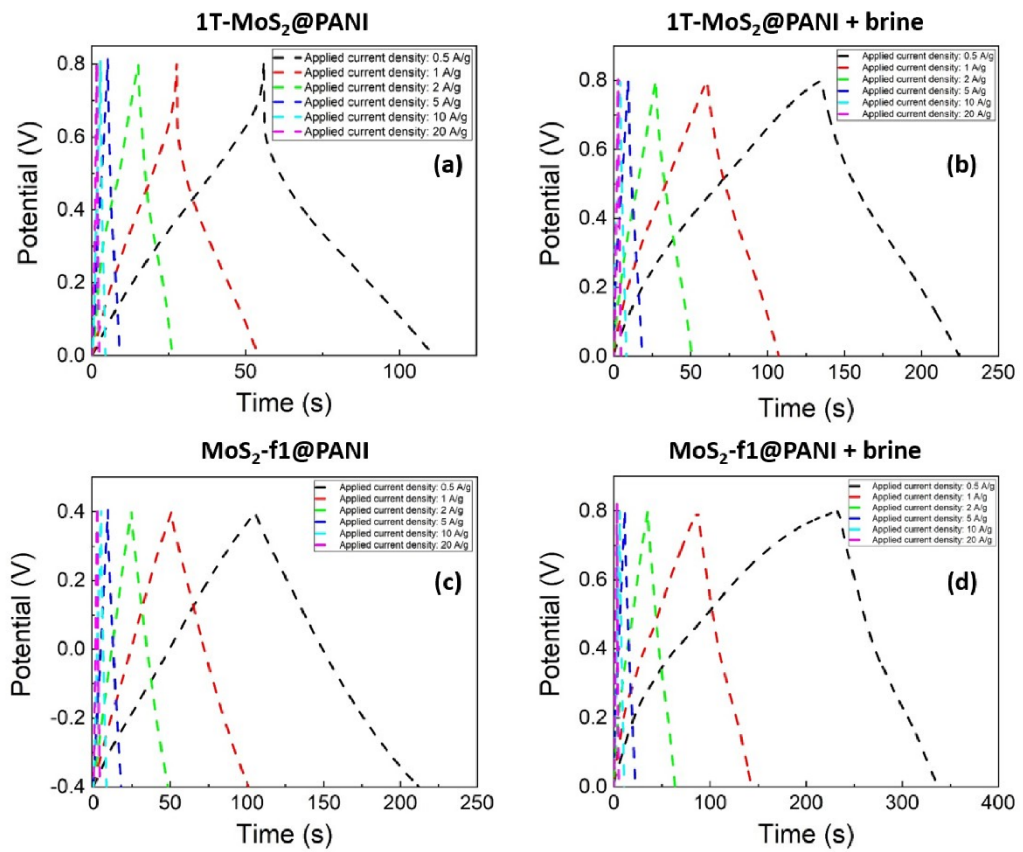 1T-MoS₂@PANI
Applied current density: 0.5 A/g
Applied current density: 1 A/g
Applied current density: 2 A/g
Applied current density: 5 A/g
Applied current density: 10 A/g
Applied current density: 20 A/g
(a)
Potential (V)
0.8
0.6
0.4
0.2
0.0
0 50 100
Time (s)
1T-MoS₂@PANI + brine
Applied current density: 0.5 A/g
Applied current density: 1 A/g
Applied current density: 2 A/g
Applied current density: 5 A/g
Applied current density: 10 A/g
Applied current density: 20 A/g
(b)
Potential (V)
0.8
0.6
0.4
0.2
0.0
0 50 100 150 200 250
Time (s)
MoS₂-f1@PANI
Applied current density: 0.5 A/g
Applied current density: 1 A/g
Applied current density: 2 A/g
Applied current density: 5 A/g
Applied current density: 10 A/g
Applied current density: 20 A/g
(c)
Potential (V)
0.4
0.2
0.0
-0.2
-0.4
0 50 100 150 200 250
Time (s)
MoS₂-f1@PANI + brine
Applied current density: 0.5 A/g
Applied current density: 1 A/g
Applied current density: 2 A/g
Applied current density: 5 A/g
Applied current density: 10 A/g
Applied current density: 20 A/g
(d)
Potential (V)
0.8
0.6
0.4
0.2
0.0
0 100 200 300 400
Time (s)